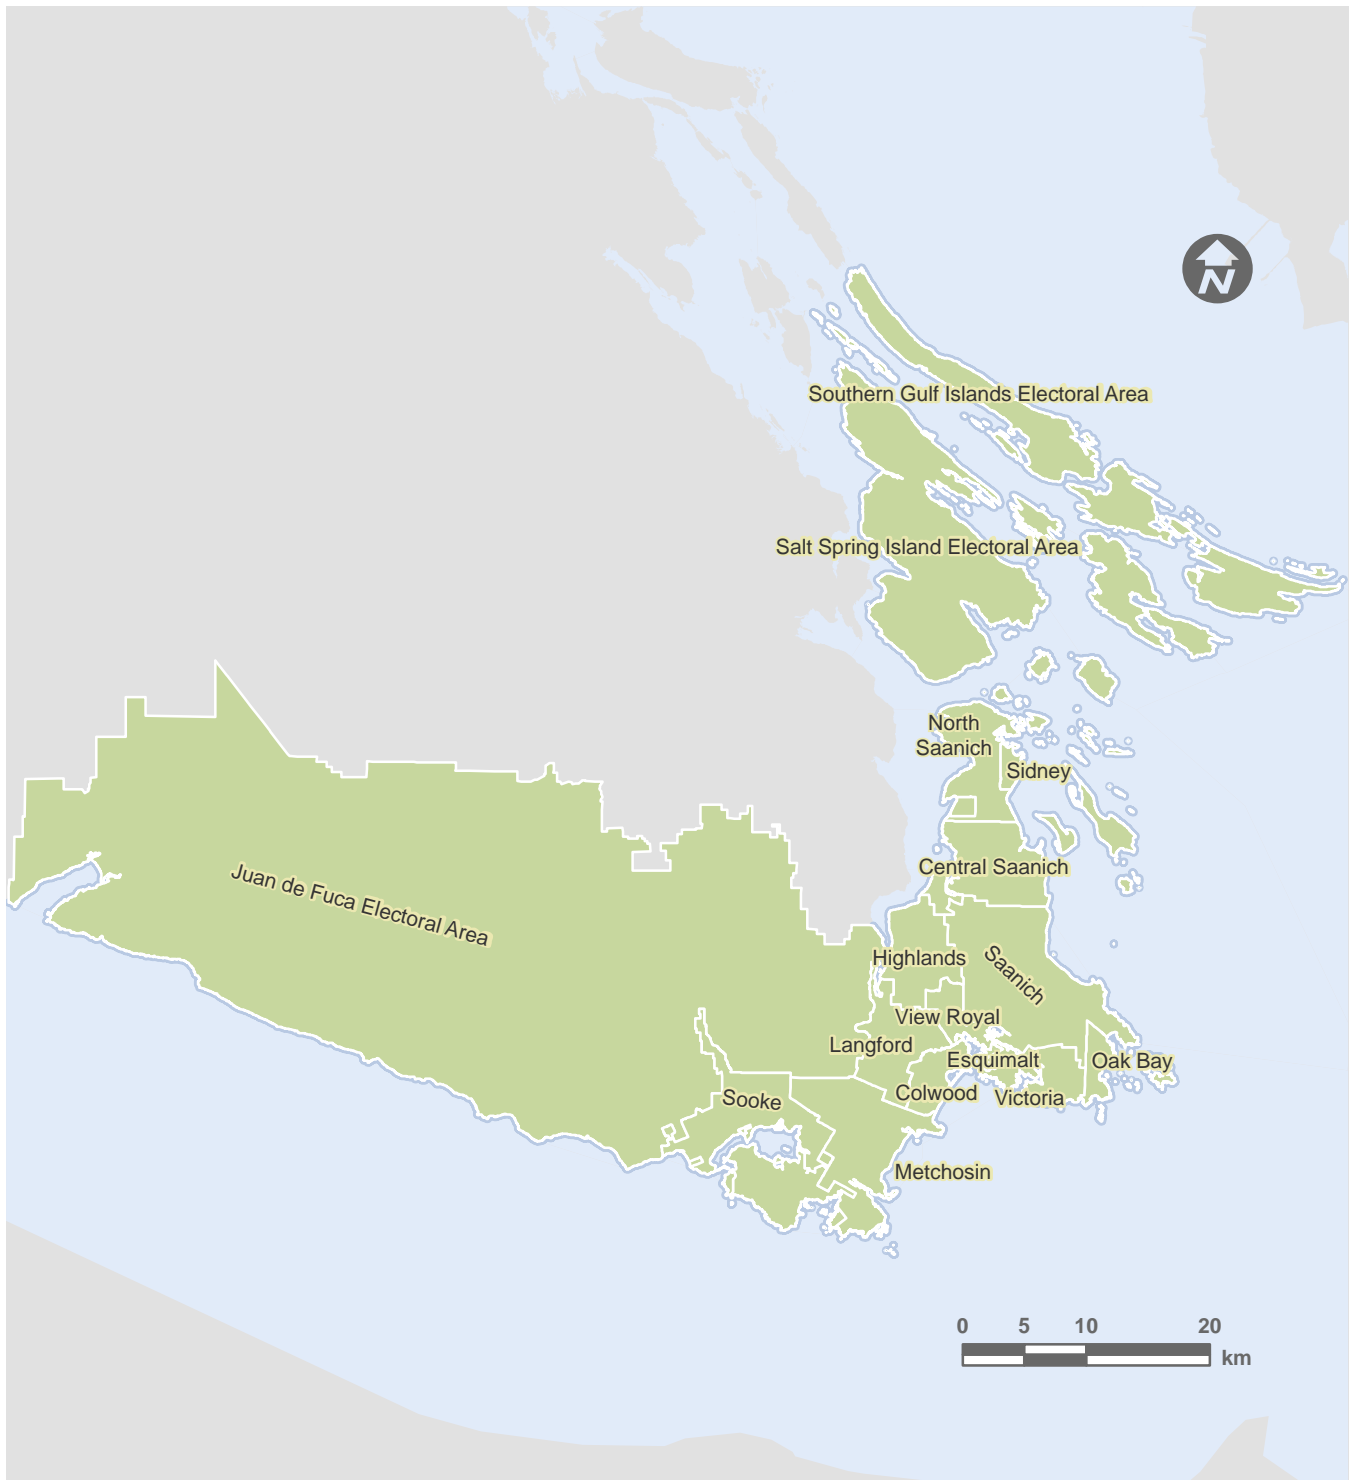 N
Southern Gulf Islands Electoral Area
Salt Spring Island Electoral Area
North
Saanich
Sidney
Central Saanich
Juan de Fuca Electoral Area
Highlands
Saanich
View Royal
Langford
Esquimalt
Oak Bay
Colwood
Victoria
Sooke
Metchosin
0 5 10 20
km